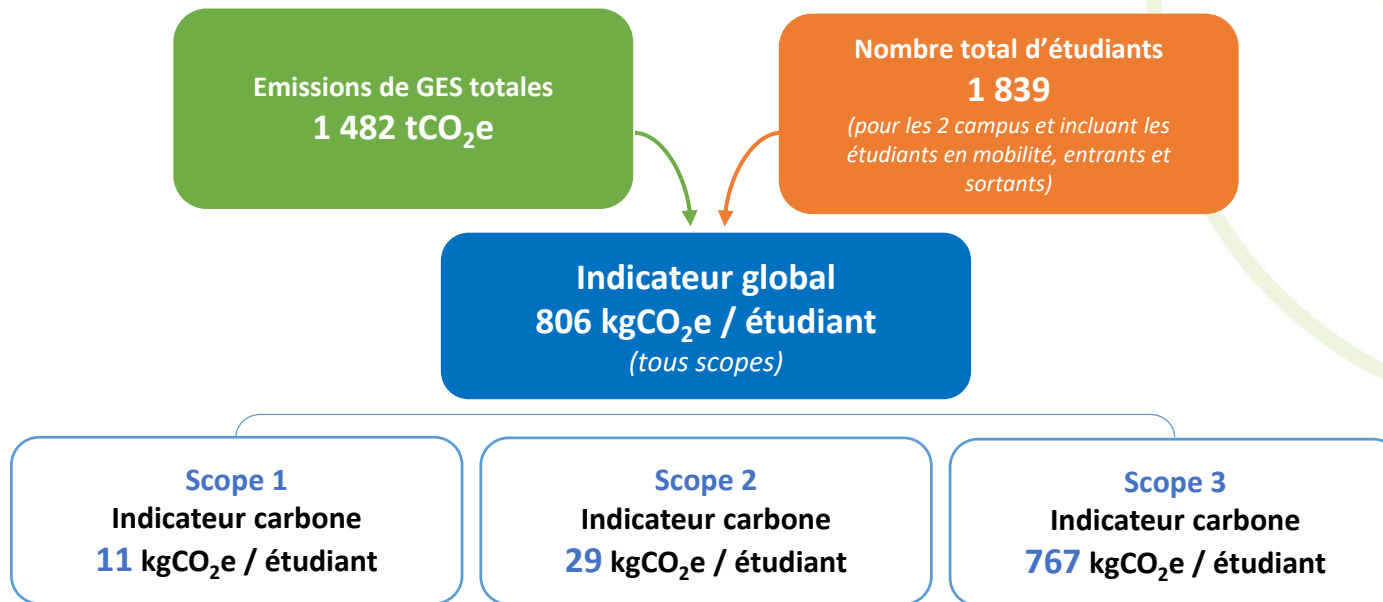 Emissions de GES totales
1 482 tCO₂e
Nombre total d’étudiants
1 839
(pour les 2 campus et incluant les
étudiants en mobilité, entrants et
sortants)
Indicateur global
806 kgCO₂e / étudiant
(tous scopes)
Scope 1
Indicateur carbone
11 kgCO₂e / étudiant
Scope 2
Indicateur carbone
29 kgCO₂e / étudiant
Scope 3
Indicateur carbone
767 kgCO₂e / étudiant